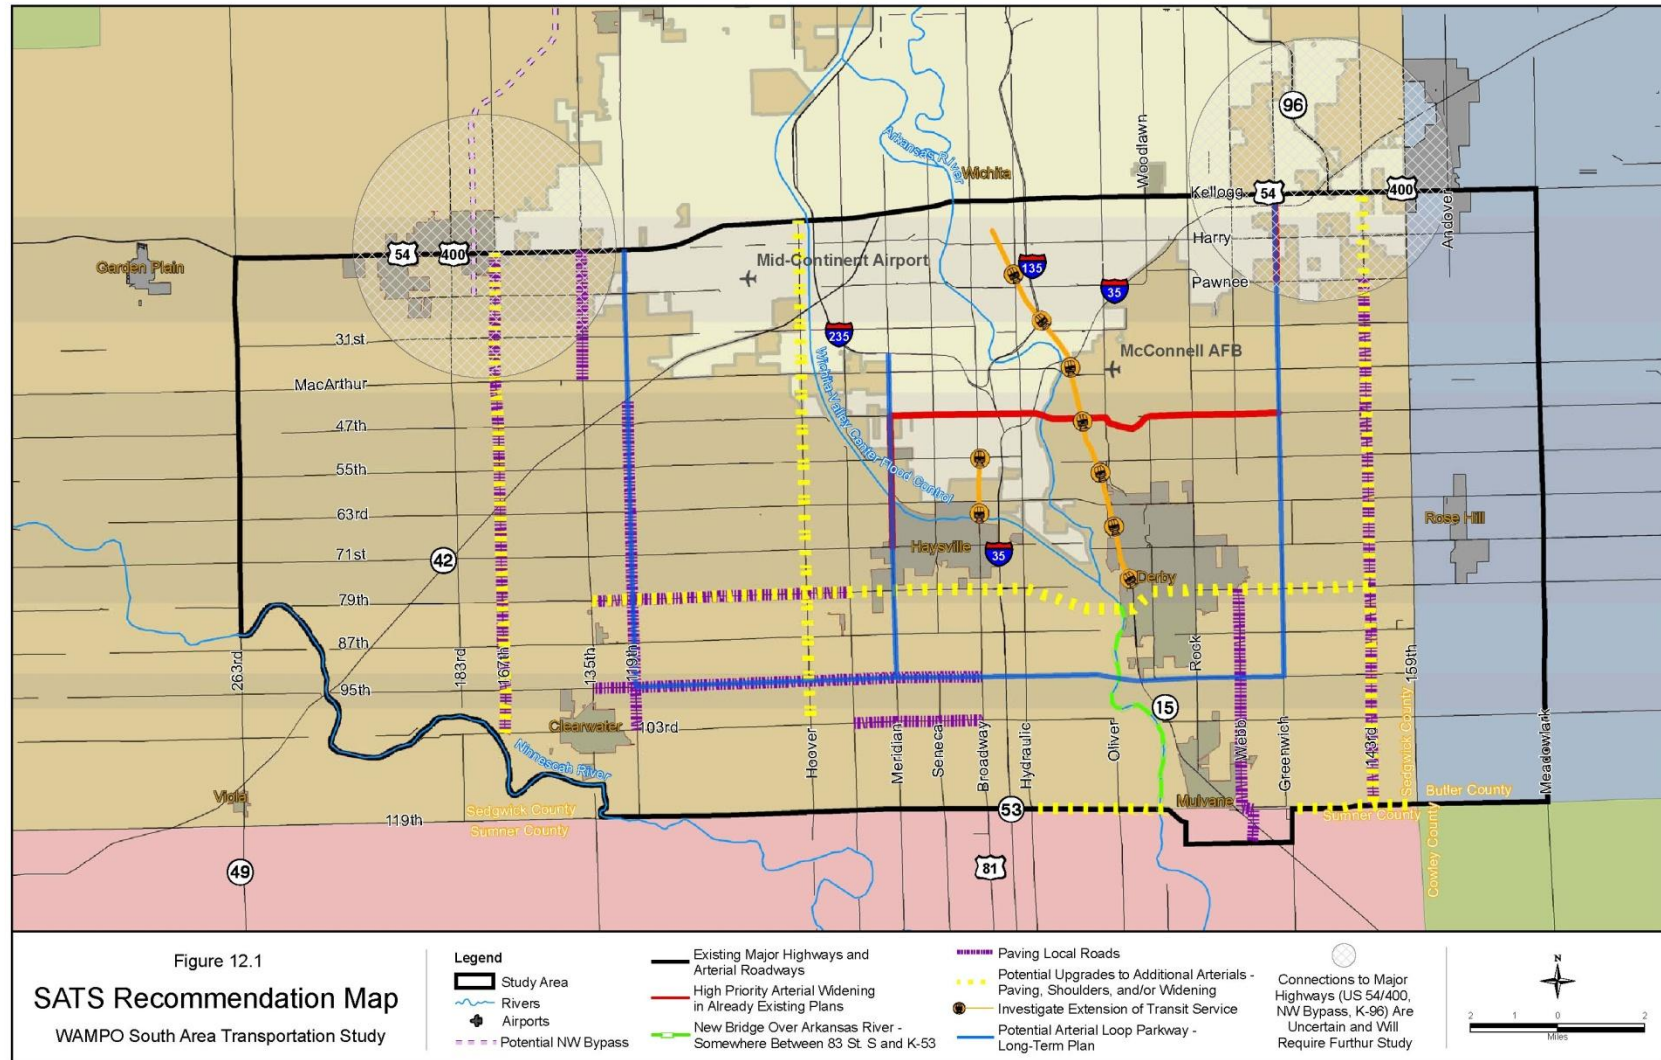 96
Arkansas River
Wichita
Woodlawn
Kellogg
54
400
Andover
Harry
Garden Plain
54
400
Mid-Continent Airport
135
Pawnee
35
31st
235
McConnell AFB
MacArthur
Wichita-Valley Center Flood Control
47th
55th
63rd
Rose Hill
71st
42
Haysville
35
Derby
79th
87th
263rd
183rd
167th
135th
119th
Rock
159th
95th
Clearwater
103rd
15
Hoover
Meridian
Seneca
Broadway
Hydraulic
Oliver
Webb
Greenwich
143rd
Sedgwick County
Meadowlark
Ninnescah River
Viola
Sedgwick County
Sumner County
119th
53
Mulvane
Butler County
Sumner County
Cowley County
49
81
Figure 12.1
SATS Recommendation Map
WAMPO South Area Transportation Study
Legend
Study Area
Rivers
Airports
Potential NW Bypass
Existing Major Highways and
Arterial Roadways
High Priority Arterial Widening
in Already Existing Plans
New Bridge Over Arkansas River -
Somewhere Between 83 St. S and K-53
Paving Local Roads
Potential Upgrades to Additional Arterials -
Paving, Shoulders, and/or Widening
Investigate Extension of Transit Service
Potential Arterial Loop Parkway -
Long-Term Plan
Connections to Major
Highways (US 54/400,
NW Bypass, K-96) Are
Uncertain and Will
Require Furthur Study
N
2 1 0 2
Miles